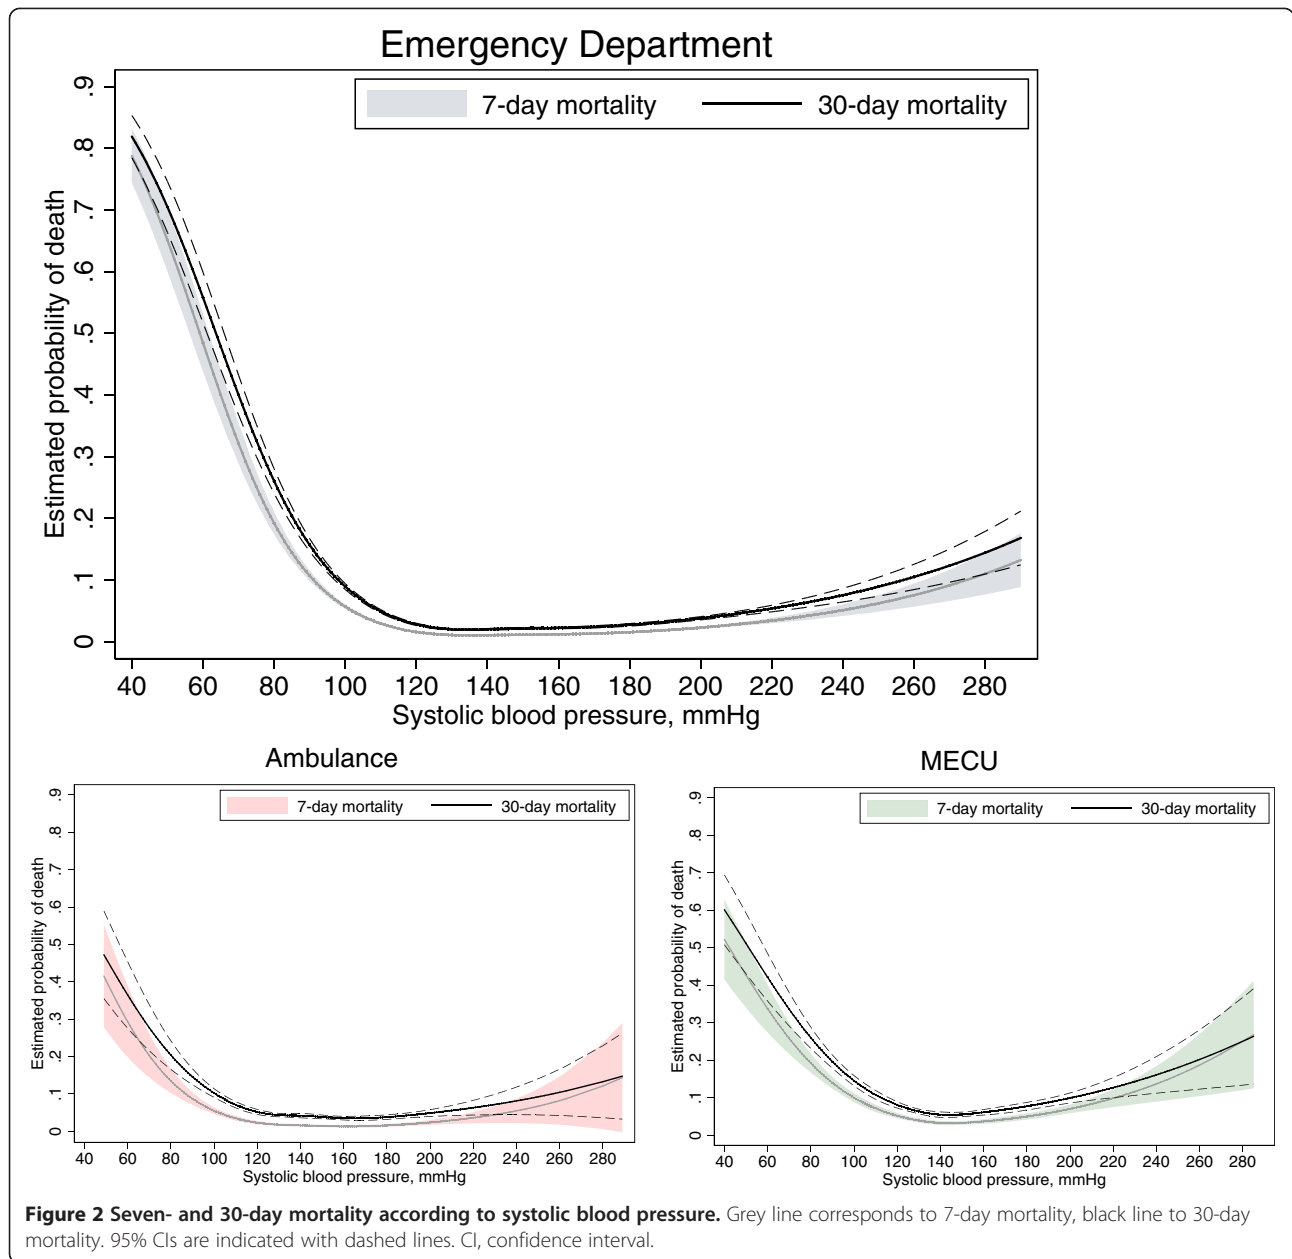 Emergency Department
7-day mortality 30-day mortality
Estimated probability of death
.9
.8
.7
.6
.5
.4
.3
.2
.1
0
40 60 80 100 120 140 160 180 200 220 240 260 280
Systolic blood pressure, mmHg
Ambulance
7-day mortality 30-day mortality
Estimated probability of death
.9
.8
.7
.6
.5
.4
.3
.2
.1
0
40 60 80 100 120 140 160 180 200 220 240 260 280
Systolic blood pressure, mmHg
MECU
7-day mortality 30-day mortality
Estimated probability of death
.9
.8
.7
.6
.5
.4
.3
.2
.1
0
40 60 80 100 120 140 160 180 200 220 240 260 280
Systolic blood pressure, mmHg
Figure 2 Seven- and 30-day mortality according to systolic blood pressure. Grey line corresponds to 7-day mortality, black line to 30-day
mortality. 95% CIs are indicated with dashed lines. CI, confidence interval.